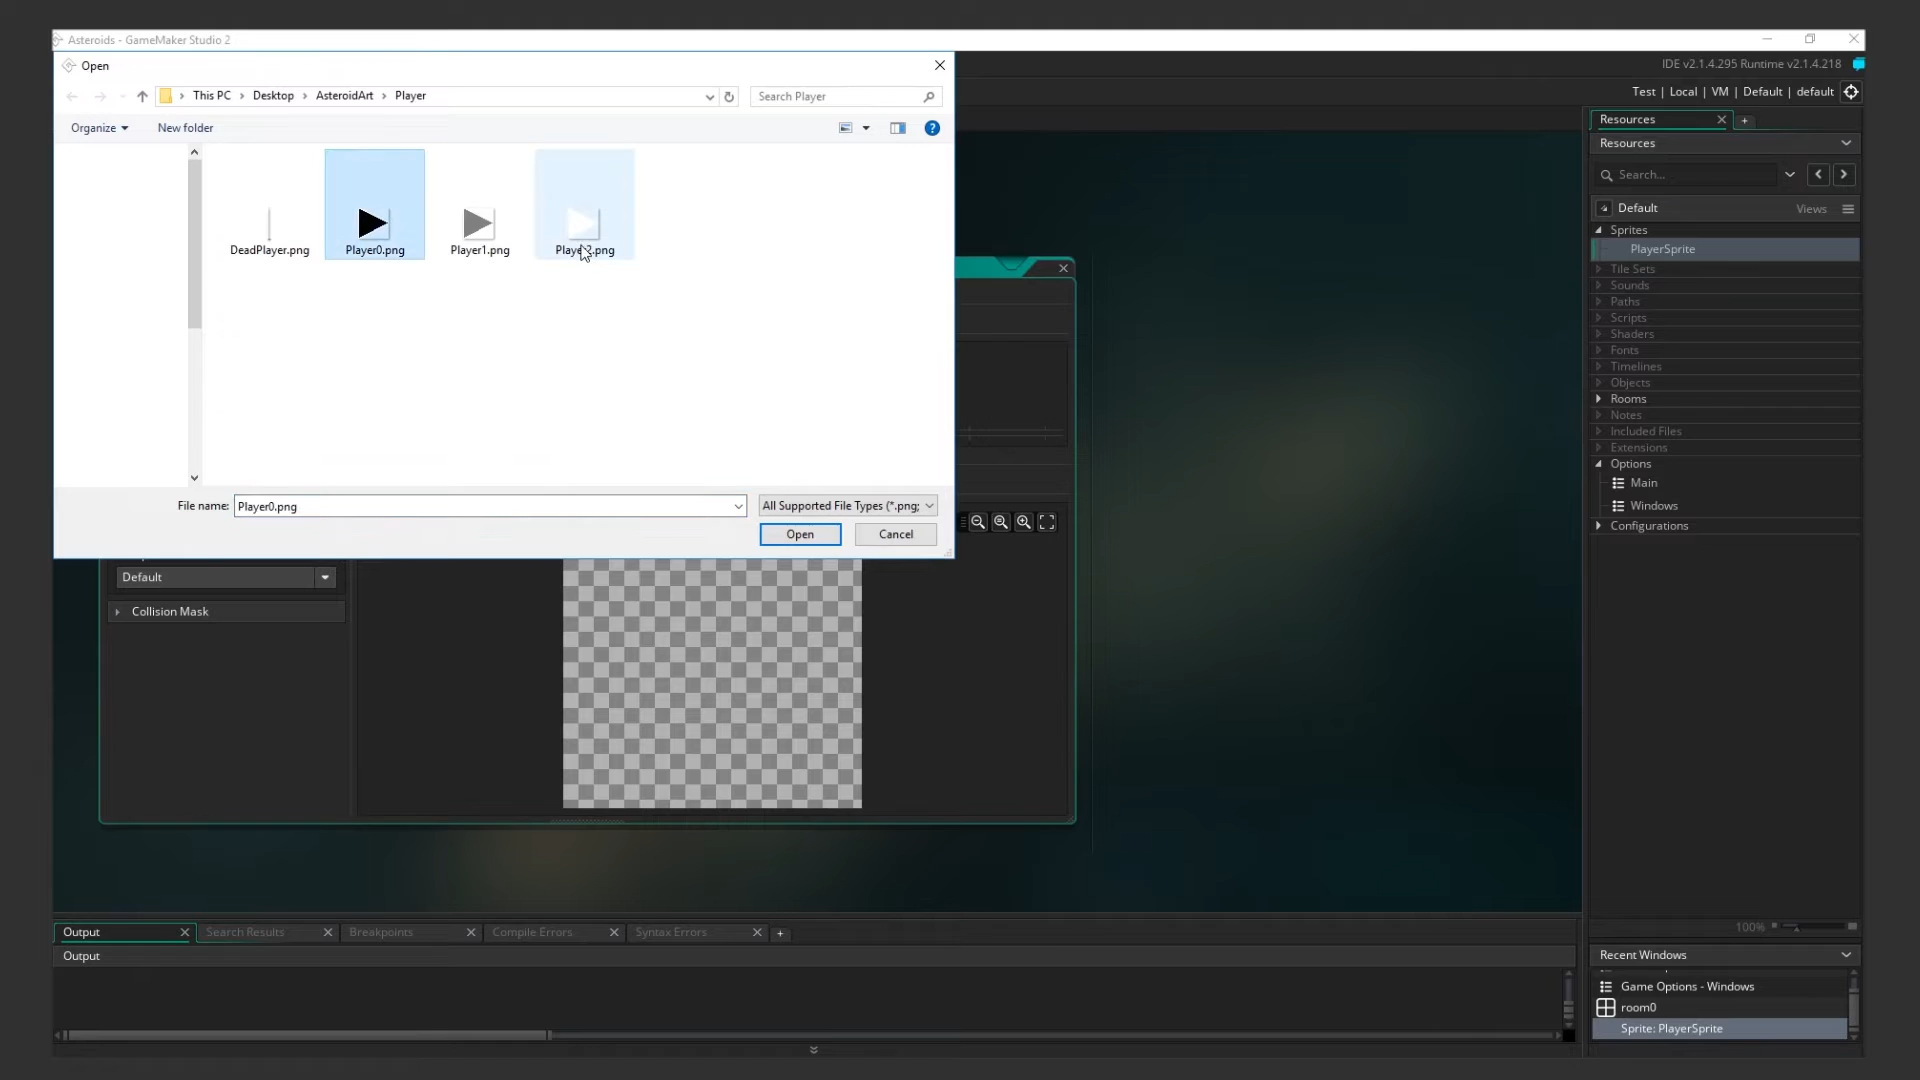 Asteroids - GameMaker Studio 2
Open
IDE v2.1.4.295 Runtime v2.1.4.218
This PC > Desktop > AsteroidArt > Player
Search Player
Test | Local | VM | Default | default
Organize
New folder
Resources
Resources
Search...
Default
Views
Sprites
PlayerSprite
Tile Sets
Sounds
Paths
Scripts
Shaders
Fonts
Timelines
Objects
Rooms
Notes
Included Files
Extensions
Options
Main
Windows
Configurations
DeadPlayer.png
Player0.png
Player1.png
Player2.png
File name:
Player0.png
All Supported File Types (*.png;
Open
Cancel
Default
Collision Mask
100%
Output
Search Results
Breakpoints
Compile Errors
Syntax Errors
Output
Recent Windows
Game Options - Windows
room0
Sprite: PlayerSprite